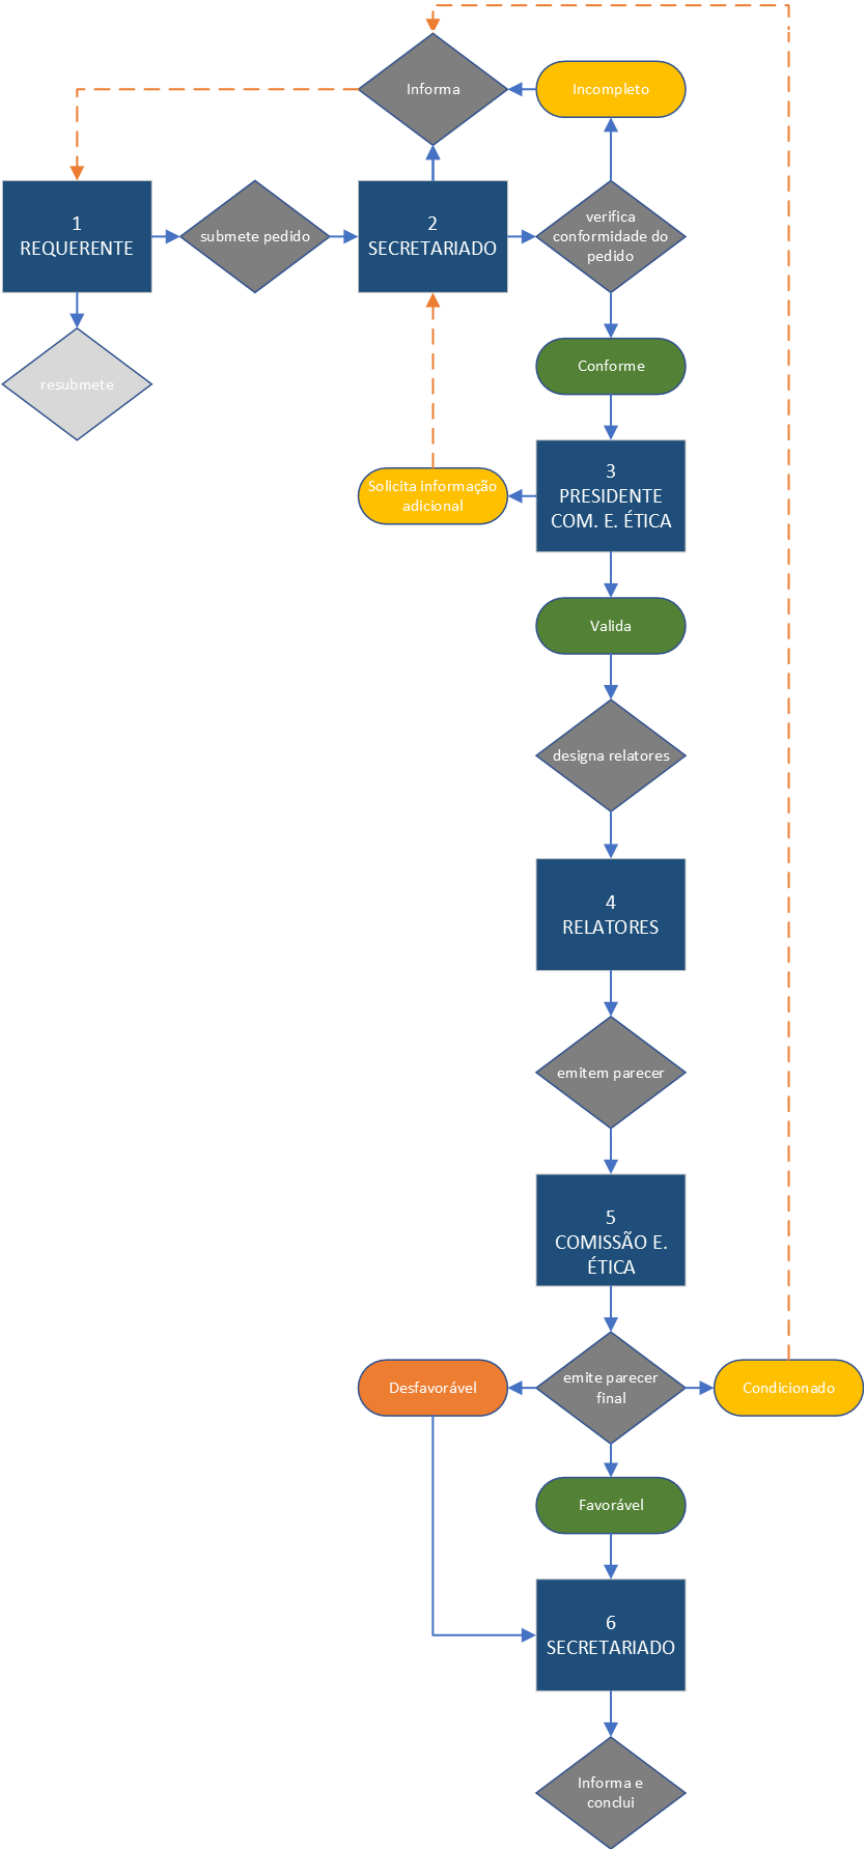 Informa
Incompleto
1
REQUERENTE
submete pedido
2
SECRETARIADO
verifica
conformidade do
pedido
resubmete
Conforme
Solicita informação
adicional
3
PRESIDENTE
COM. E. ÉTICA
Valida
designa relatores
4
RELATORES
emitem parecer
5
COMISSÃO E.
ÉTICA
Desfavorável
emite parecer
final
Condicionado
Favorável
6
SECRETARIADO
Informa e
conclui